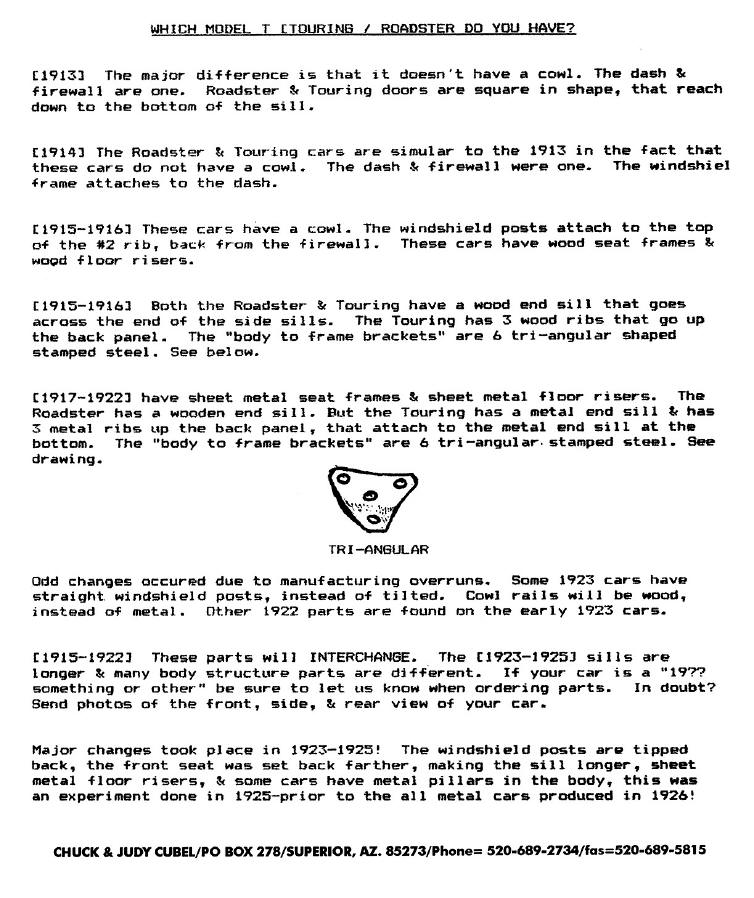 WHICH MODEL T [TOURING / ROADSTER DO YOU HAVE?
[1913]  The major difference is that it doesn't have a cowl. The dash &
firewall are one.  Roadster & Touring doors are square in shape, that reach
down to the bottom of the sill.
[1914] The Roadster & Touring cars are simular to the 1913 in the fact that
these cars do not have a cowl.  The dash & firewall were one.  The windshiel
frame attaches to the dash.
[1915-1916] These cars have a cowl. The windshield posts attach to the top
of the #2 rib, back from the firewall.  These cars have wood seat frames &
wood floor risers.
[1915-1916]  Both the Roadster & Touring have a wood end sill that goes
across the end of the side sills.  The Touring has 3 wood ribs that go up
the back panel.  The "body to frame brackets" are 6 tri-angular shaped
stamped steel. See below.
[1917-1922] have sheet metal seat frames & sheet metal floor risers.  The
Roadster has a wooden end sill. But the Touring has a metal end sill & has
3 metal ribs up the back panel, that attach to the metal end sill at the
bottom.  The "body to frame brackets" are 6 tri-angular stamped steel. See
drawing.
TRI-ANGULAR
Odd changes occured due to manufacturing overruns.  Some 1923 cars have
straight windshield posts, instead of tilted.  Cowl rails will be wood,
instead of metal.  Other 1922 parts are found on the early 1923 cars.
[1915-1922]  These parts will INTERCHANGE.  The [1923-1925] sills are
longer & many body structure parts are different.  If your car is a "19??
something or other" be sure to let us know when ordering parts.  In doubt?
Send photos of the front, side, & rear view of your car.
Major changes took place in 1923-1925!  The windshield posts are tipped
back, the front seat was set back farther, making the sill longer, sheet
metal floor risers, & some cars have metal pillars in the body, this was
an experiment done in 1925-prior to the all metal cars produced in 1926!
CHUCK & JUDY CUBEL/PO BOX 278/SUPERIOR, AZ. 85273/Phone= 520-689-2734/fas=520-689-5815